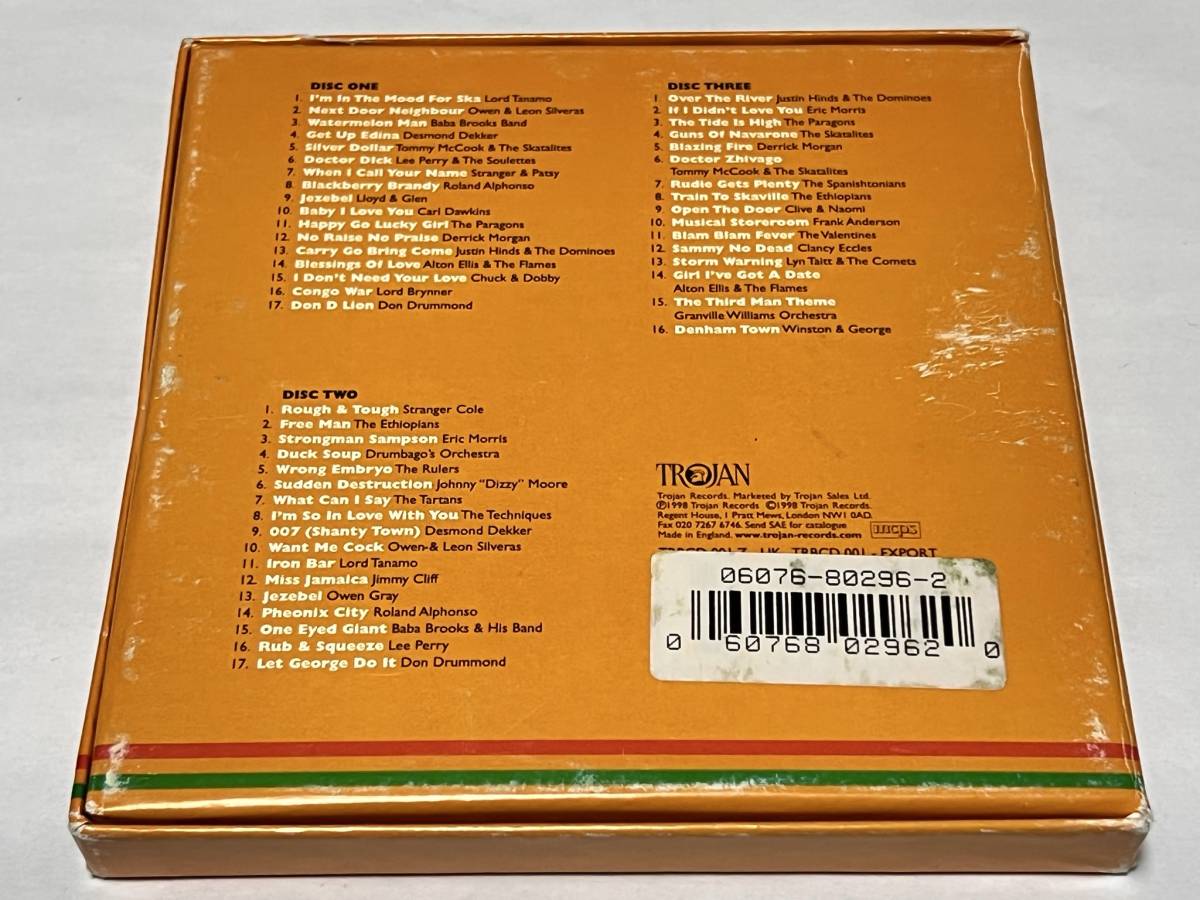 DISC ONE
1. I'm In The Mood For Ska Lord Tanamo
2. Next Door Neighbour Owen & Leon Silveras
3. Watermelon Man Baba Brooks Band
4. Get Up Edina Desmond Dekker
5. Silver Dollar Tommy McCook & The Skatalites
6. Doctor Dick Lee Perry & The Soulettes
7. When I Call Your Name Stranger & Patsy
8. Blackberry Brandy Roland Alphonso
9. Jezebel Lloyd & Glen
10. Baby I Love You Carl Dawkins
11. Happy Go Lucky Girl The Paragons
12. No Raise No Praise Derrick Morgan
13. Carry Go Bring Come Justin Hinds & The Dominoes
14. Blessings Of Love Alton Ellis & The Flames
15. I Don't Need Your Love Chuck & Dobby
16. Congo War Lord Brynner
17. Don D Lion Don Drummond
DISC TWO
1. Rough & Tough Stranger Cole
2. Free Man The Ethiopians
3. Strongman Sampson Eric Morris
4. Duck Soup Drumbago's Orchestra
5. Wrong Embryo The Rulers
6. Sudden Destruction Johnny "Dizzy" Moore
7. What Can I Say The Tartans
8. I'm So In Love With You The Techniques
9. 007 (Shanty Town) Desmond Dekker
10. Want Me Cock Owen & Leon Silveras
11. Iron Bar Lord Tanamo
12. Miss Jamaica Jimmy Cliff
13. Jezebel Owen Gray
14. Pheonix City Roland Alphonso
15. One Eyed Giant Baba Brooks & His Band
16. Rub & Squeeze Lee Perry
17. Let George Do It Don Drummond
DISC THREE
1. Over The River Justin Hinds & The Dominoes
2. If I Didn't Love You Eric Morris
3. The Tide Is High The Paragons
4. Guns Of Navarone The Skatalites
5. Blazing Fire Derrick Morgan
6. Doctor Zhivago
Tommy McCook & The Skatalites
7. Rudie Gets Plenty The Spanishtonians
8. Train To Skaville The Ethiopians
9. Open The Door Clive & Naomi
10. Musical Storeroom Frank Anderson
11. Blam Blam Fever The Valentines
12. Sammy No Dead Clancy Eccles
13. Storm Warning Lyn Taitt & The Comets
14. Girl I've Got A Date
Alton Ellis & The Flames
15. The Third Man Theme
Granville Williams Orchestra
16. Denham Town Winston & George
TROJAN
Trojan Records. Marketed by Trojan Sales Ltd.
℗1998 Trojan Records ©1998 Trojan Records.
Regent House, 1 Pratt Mews, London NW1 0AD.
Fax 020 7267 6746. Send SAE for catalogue
Made in England. www.trojan-records.com
mcps
TRBCD 001-Z - UK TRBCD 001 - EXPORT
06076-80296-2
0 60768 02962 0